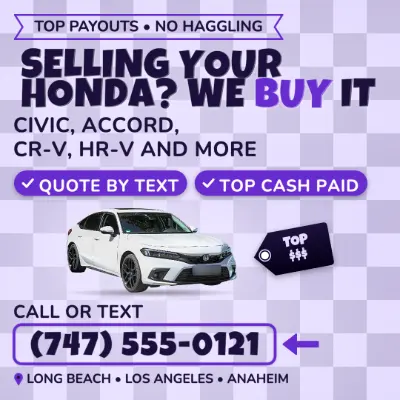 TOP PAYOUTS • NO HAGGLING
SELLING YOUR
HONDA? WE BUY IT
CIVIC, ACCORD,
CR-V, HR-V AND MORE
QUOTE BY TEXT
TOP CASH PAID
TOP
$$$
CALL OR TEXT
(747) 555-0121
LONG BEACH • LOS ANGELES • ANAHEIM